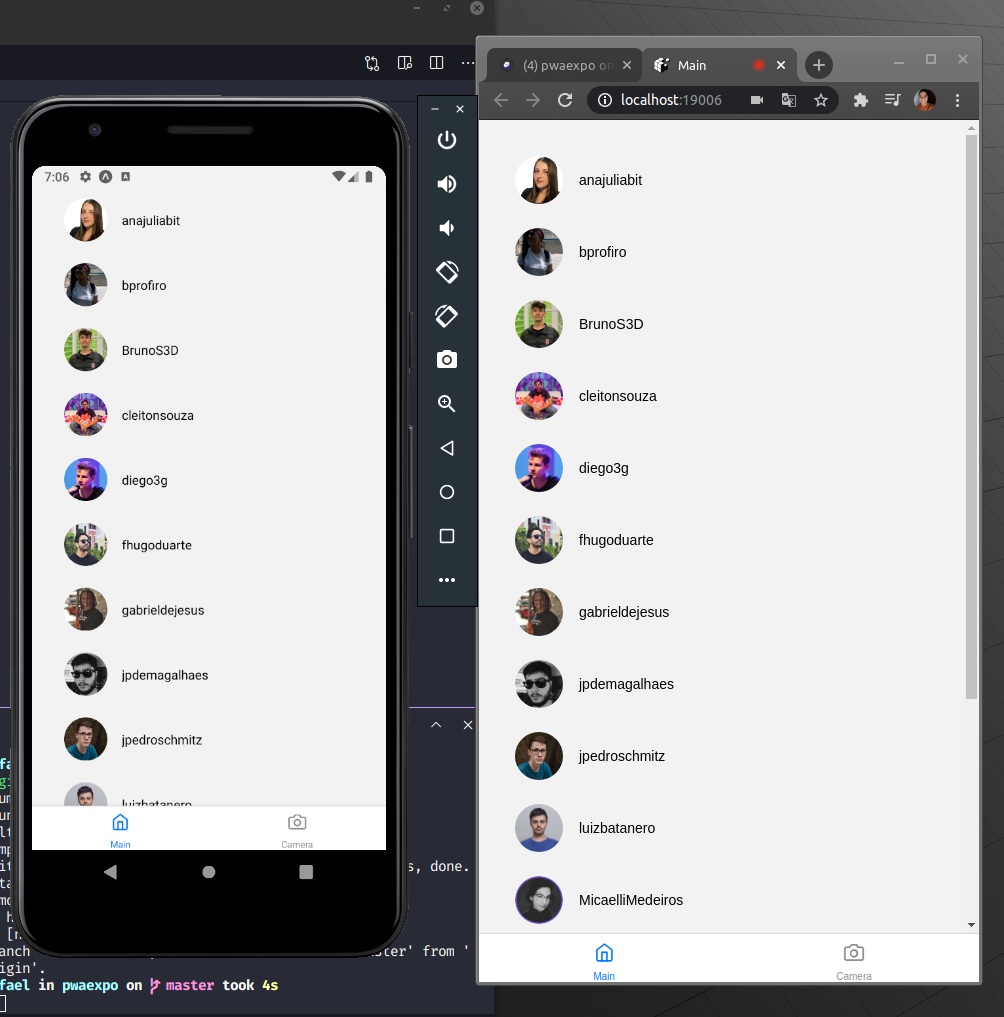 7:06
anajuliabit
bprofiro
BrunoS3D
cleitonsouza
diego3g
fhugoduarte
gabrieldejesus
jpdemagalhaes
jpedroschmitz
luizbatanero
Main
Camera
s, done.
anch
ster' from '
igin'.
fael in pwaexpo on master took 4s
(4) pwaexpo on
Main
localhost:19006
anajuliabit
bprofiro
BrunoS3D
cleitonsouza
diego3g
fhugoduarte
gabrieldejesus
jpdemagalhaes
jpedroschmitz
luizbatanero
MicaelliMedeiros
Main
Camera